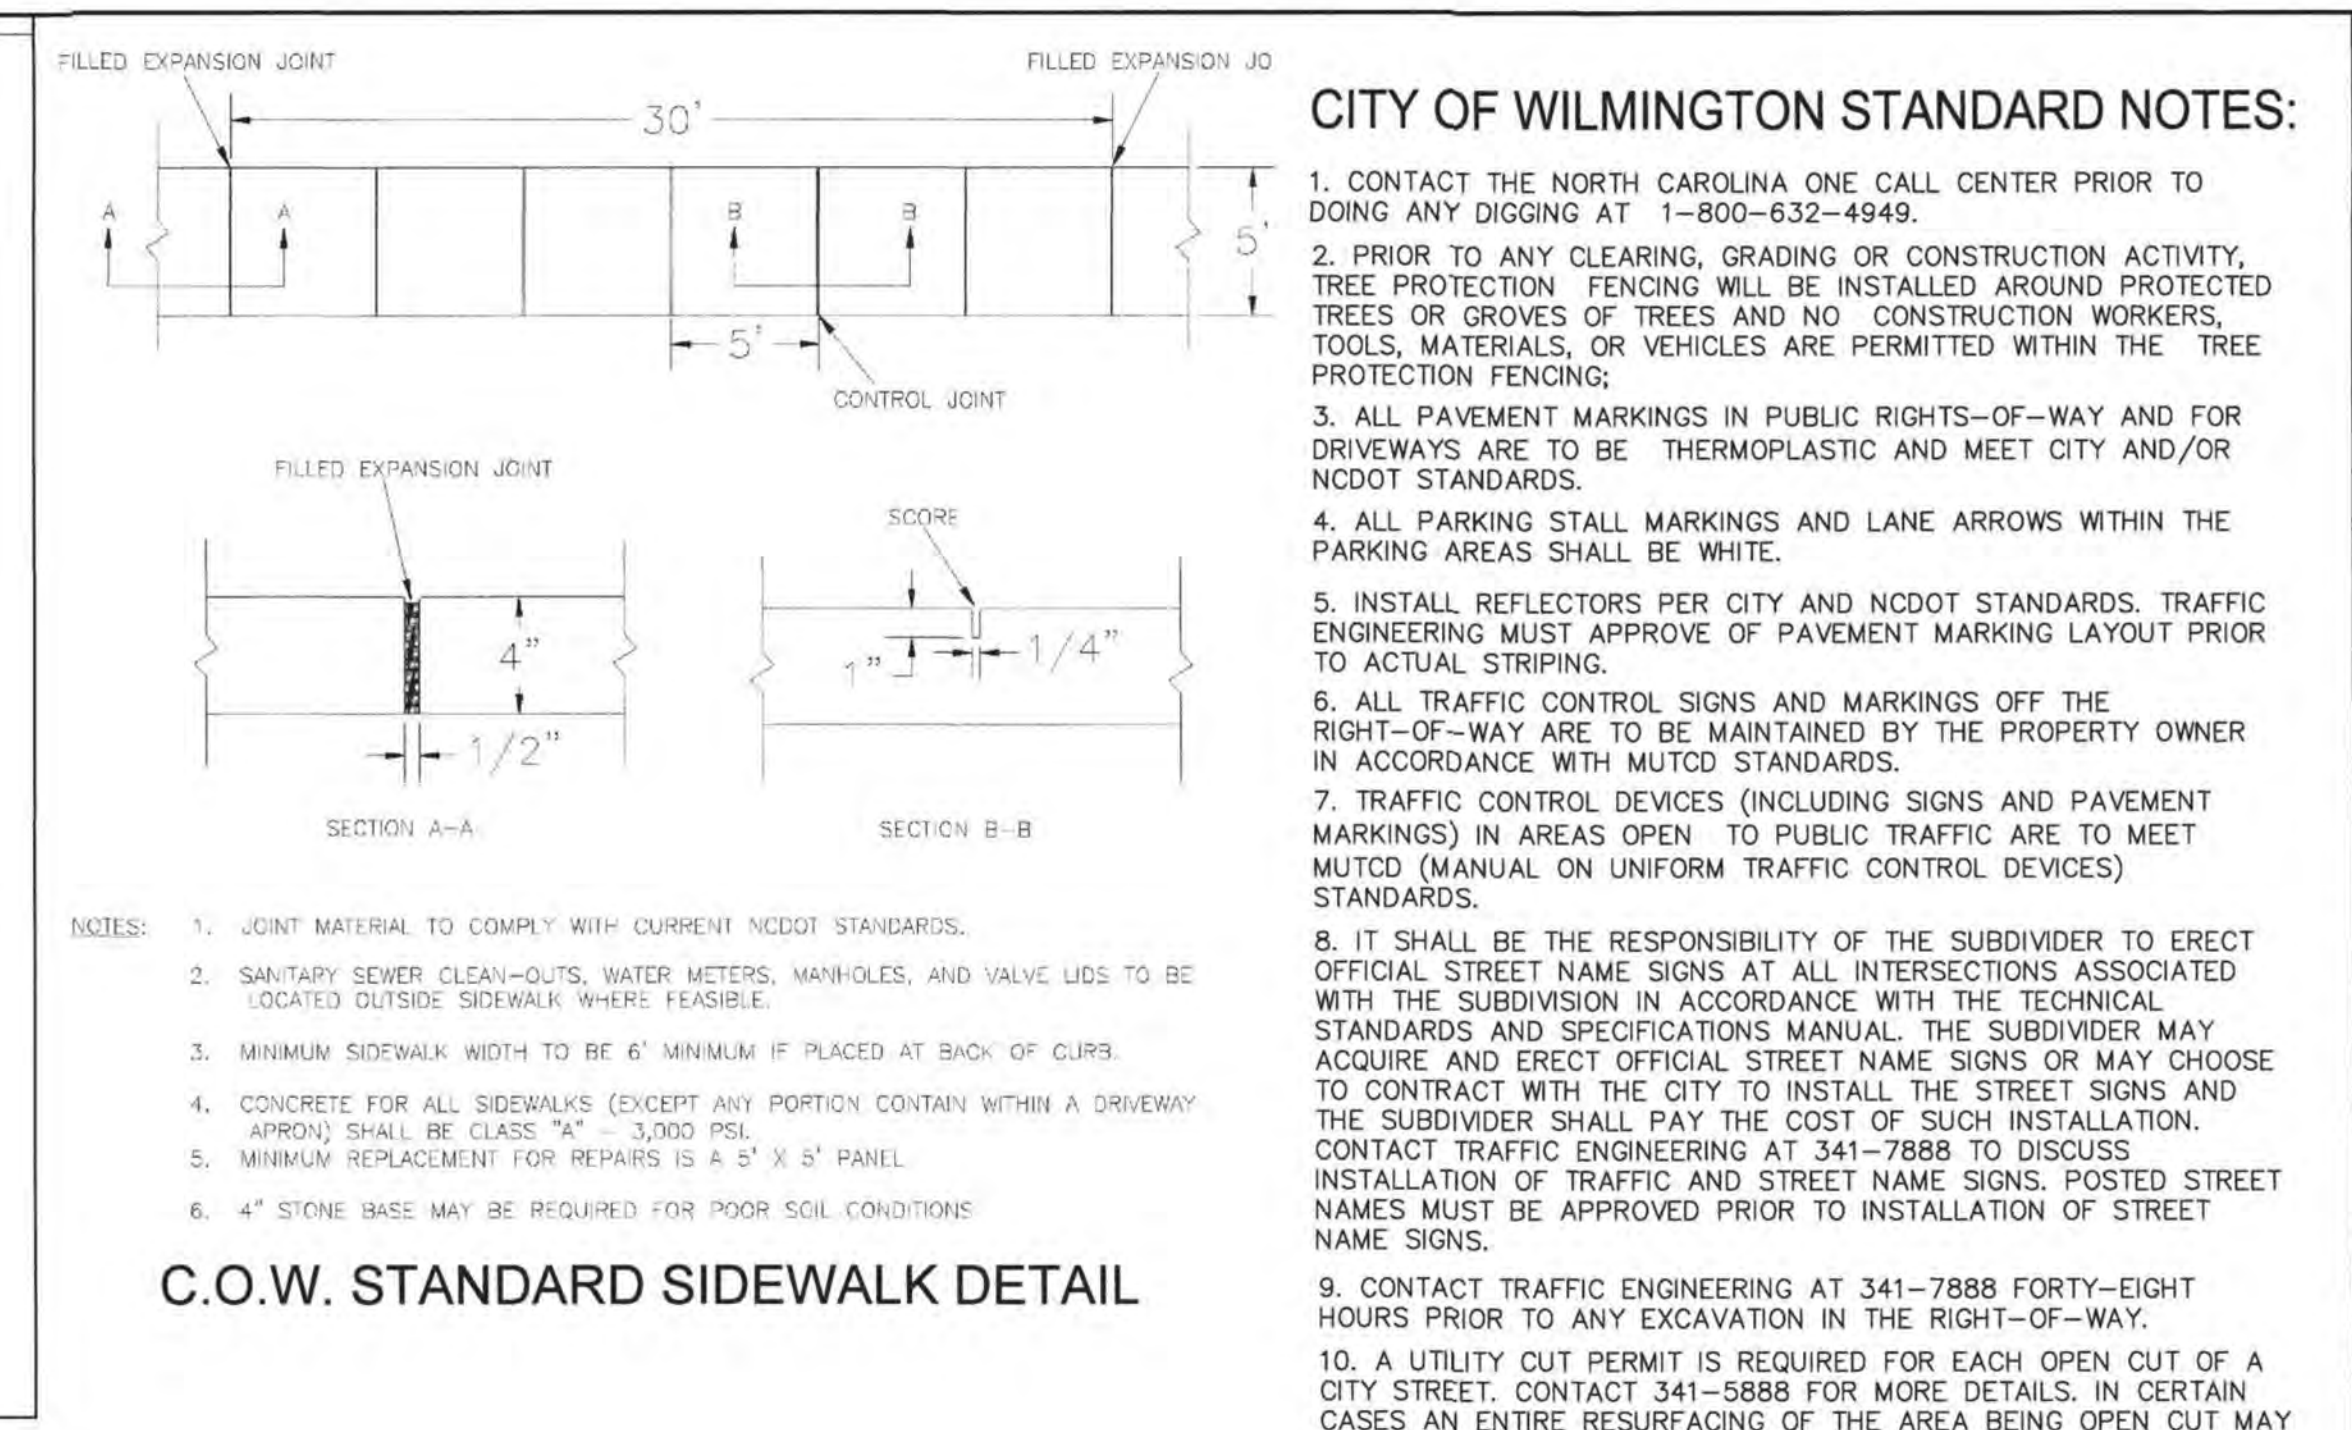 FILLED EXPANSION JOINT
FILLED EXPANSION JO
30'
A
A
B
B
5'
5'
CONTROL JOINT
FILLED EXPANSION JOINT
SCORE
4"
1"
1/4"
1/2"
SECTION A-A
SECTION B-B
NOTES: 1. JOINT MATERIAL TO COMPLY WITH CURRENT NCDOT STANDARDS.
2. SANITARY SEWER CLEAN-OUTS, WATER METERS, MANHOLES, AND VALVE LIDS TO BE
LOCATED OUTSIDE SIDEWALK WHERE FEASIBLE.
3. MINIMUM SIDEWALK WIDTH TO BE 6' MINIMUM IF PLACED AT BACK OF CURB.
4. CONCRETE FOR ALL SIDEWALKS (EXCEPT ANY PORTION CONTAIN WITHIN A DRIVEWAY
APRON) SHALL BE CLASS "A" - 3,000 PSI.
5. MINIMUM REPLACEMENT FOR REPAIRS IS A 5' X 5' PANEL
6. 4" STONE BASE MAY BE REQUIRED FOR POOR SOIL CONDITIONS
C.O.W. STANDARD SIDEWALK DETAIL
CITY OF WILMINGTON STANDARD NOTES:
1. CONTACT THE NORTH CAROLINA ONE CALL CENTER PRIOR TO
DOING ANY DIGGING AT 1-800-632-4949.
2. PRIOR TO ANY CLEARING, GRADING OR CONSTRUCTION ACTIVITY,
TREE PROTECTION FENCING WILL BE INSTALLED AROUND PROTECTED
TREES OR GROVES OF TREES AND NO CONSTRUCTION WORKERS,
TOOLS, MATERIALS, OR VEHICLES ARE PERMITTED WITHIN THE TREE
PROTECTION FENCING;
3. ALL PAVEMENT MARKINGS IN PUBLIC RIGHTS-OF-WAY AND FOR
DRIVEWAYS ARE TO BE THERMOPLASTIC AND MEET CITY AND/OR
NCDOT STANDARDS.
4. ALL PARKING STALL MARKINGS AND LANE ARROWS WITHIN THE
PARKING AREAS SHALL BE WHITE.
5. INSTALL REFLECTORS PER CITY AND NCDOT STANDARDS. TRAFFIC
ENGINEERING MUST APPROVE OF PAVEMENT MARKING LAYOUT PRIOR
TO ACTUAL STRIPING.
6. ALL TRAFFIC CONTROL SIGNS AND MARKINGS OFF THE
RIGHT-OF-WAY ARE TO BE MAINTAINED BY THE PROPERTY OWNER
IN ACCORDANCE WITH MUTCD STANDARDS.
7. TRAFFIC CONTROL DEVICES (INCLUDING SIGNS AND PAVEMENT
MARKINGS) IN AREAS OPEN TO PUBLIC TRAFFIC ARE TO MEET
MUTCD (MANUAL ON UNIFORM TRAFFIC CONTROL DEVICES)
STANDARDS.
8. IT SHALL BE THE RESPONSIBILITY OF THE SUBDIVIDER TO ERECT
OFFICIAL STREET NAME SIGNS AT ALL INTERSECTIONS ASSOCIATED
WITH THE SUBDIVISION IN ACCORDANCE WITH THE TECHNICAL
STANDARDS AND SPECIFICATIONS MANUAL. THE SUBDIVIDER MAY
ACQUIRE AND ERECT OFFICIAL STREET NAME SIGNS OR MAY CHOOSE
TO CONTRACT WITH THE CITY TO INSTALL THE STREET SIGNS AND
THE SUBDIVIDER SHALL PAY THE COST OF SUCH INSTALLATION.
CONTACT TRAFFIC ENGINEERING AT 341-7888 TO DISCUSS
INSTALLATION OF TRAFFIC AND STREET NAME SIGNS. POSTED STREET
NAMES MUST BE APPROVED PRIOR TO INSTALLATION OF STREET
NAME SIGNS.
9. CONTACT TRAFFIC ENGINEERING AT 341-7888 FORTY-EIGHT
HOURS PRIOR TO ANY EXCAVATION IN THE RIGHT-OF-WAY.
10. A UTILITY CUT PERMIT IS REQUIRED FOR EACH OPEN CUT OF A
CITY STREET. CONTACT 341-5888 FOR MORE DETAILS. IN CERTAIN
CASES AN ENTIRE RESURFACING OF THE AREA BEING OPEN CUT MAY